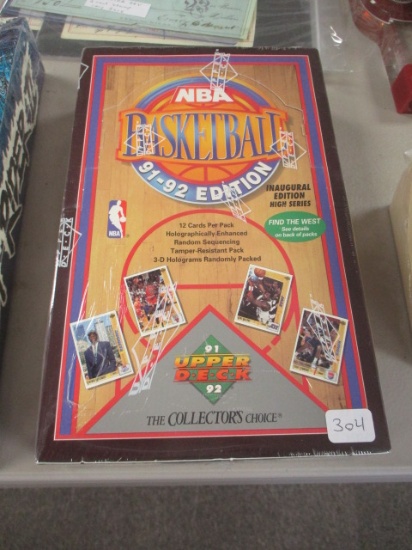 NBA
BASKETBALL
91-92 EDITION
INAUGURAL
EDITION
HIGH SERIES
NBA
12 Cards Per Pack
Holographically Enhanced
Random Sequencing
Tamper-Resistant Pack
3-D Holograms Randomly Packed
FIND THE WEST
See details
on back of packs
91
UPPER
DECK
92
THE COLLECTOR'S CHOICE®
304